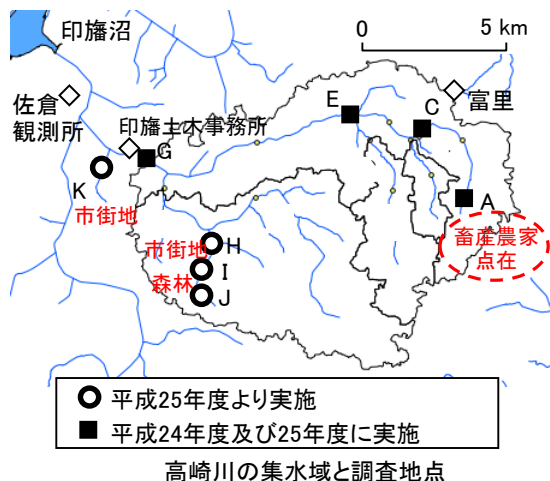 印旛沼
0 5 km
佐倉
観測所
印旛土木事務所
富里
E
C
G
K
A
市街地
畜産農家
点在
市街地
H
I
森林
J
平成25年度より実施
平成24年度及び25年度に実施
高崎川の集水域と調査地点